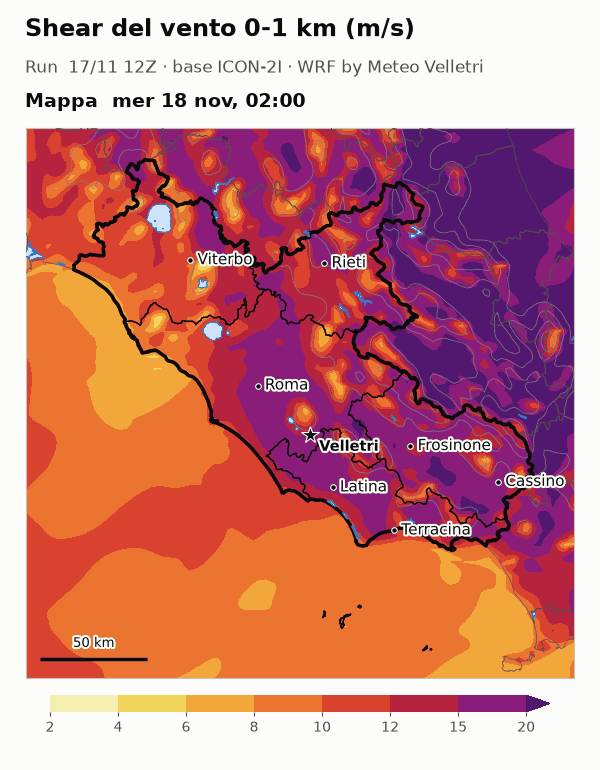 Shear del vento 0-1 km (m/s)
Run  17/11 12Z · base ICON-2I · WRF by Meteo Velletri
Mappa  mer 18 nov, 02:00
Viterbo
Rieti
Roma
Velletri
Frosinone
Cassino
Latina
Terracina
50 km
2 4 6 8 10 12 15 20